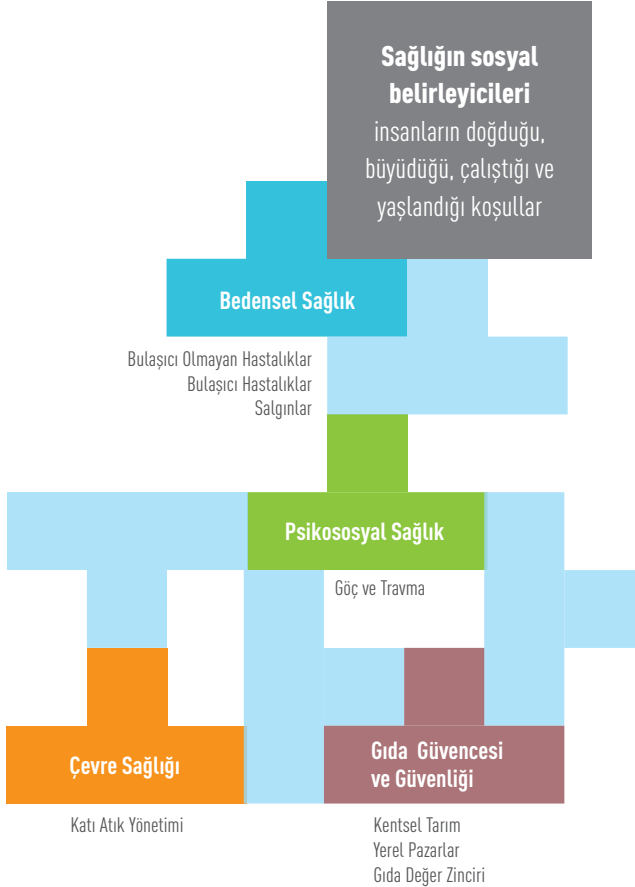 Sağlığın sosyal
belirleyicileri
insanların doğduğu,
büyüdüğü, çalıştığı ve
yaşlandığı koşullar
Bedensel Sağlık
Bulaşıcı Olmayan Hastalıklar
Bulaşıcı Hastalıklar
Salgınlar
Psikososyal Sağlık
Göç ve Travma
Çevre Sağlığı
Katı Atık Yönetimi
Gıda Güvencesi
ve Güvenliği
Kentsel Tarım
Yerel Pazarlar
Gıda Değer Zinciri